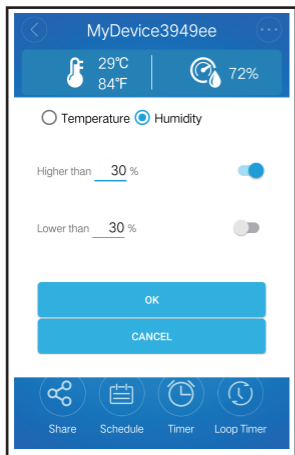 MyDevice3949ee
29℃
84℉
72%
Temperature Humidity
Higher than 30 %
Lower than 30 %
OK
CANCEL
Share Schedule Timer Loop Timer